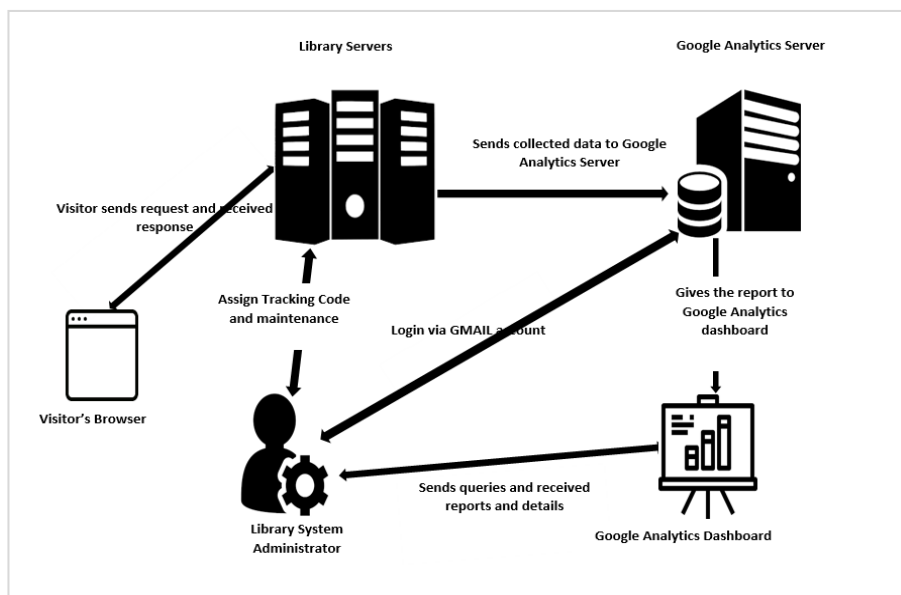 Library Servers
Google Analytics Server
Sends collected data to Google
Analytics Server
Visitor sends request and received
response
Assign Tracking Code
and maintenance
Login via GMAIL account
Gives the report to
Google Analytics
dashboard
Visitor's Browser
Sends queries and received
reports and details
Library System
Administrator
Google Analytics Dashboard